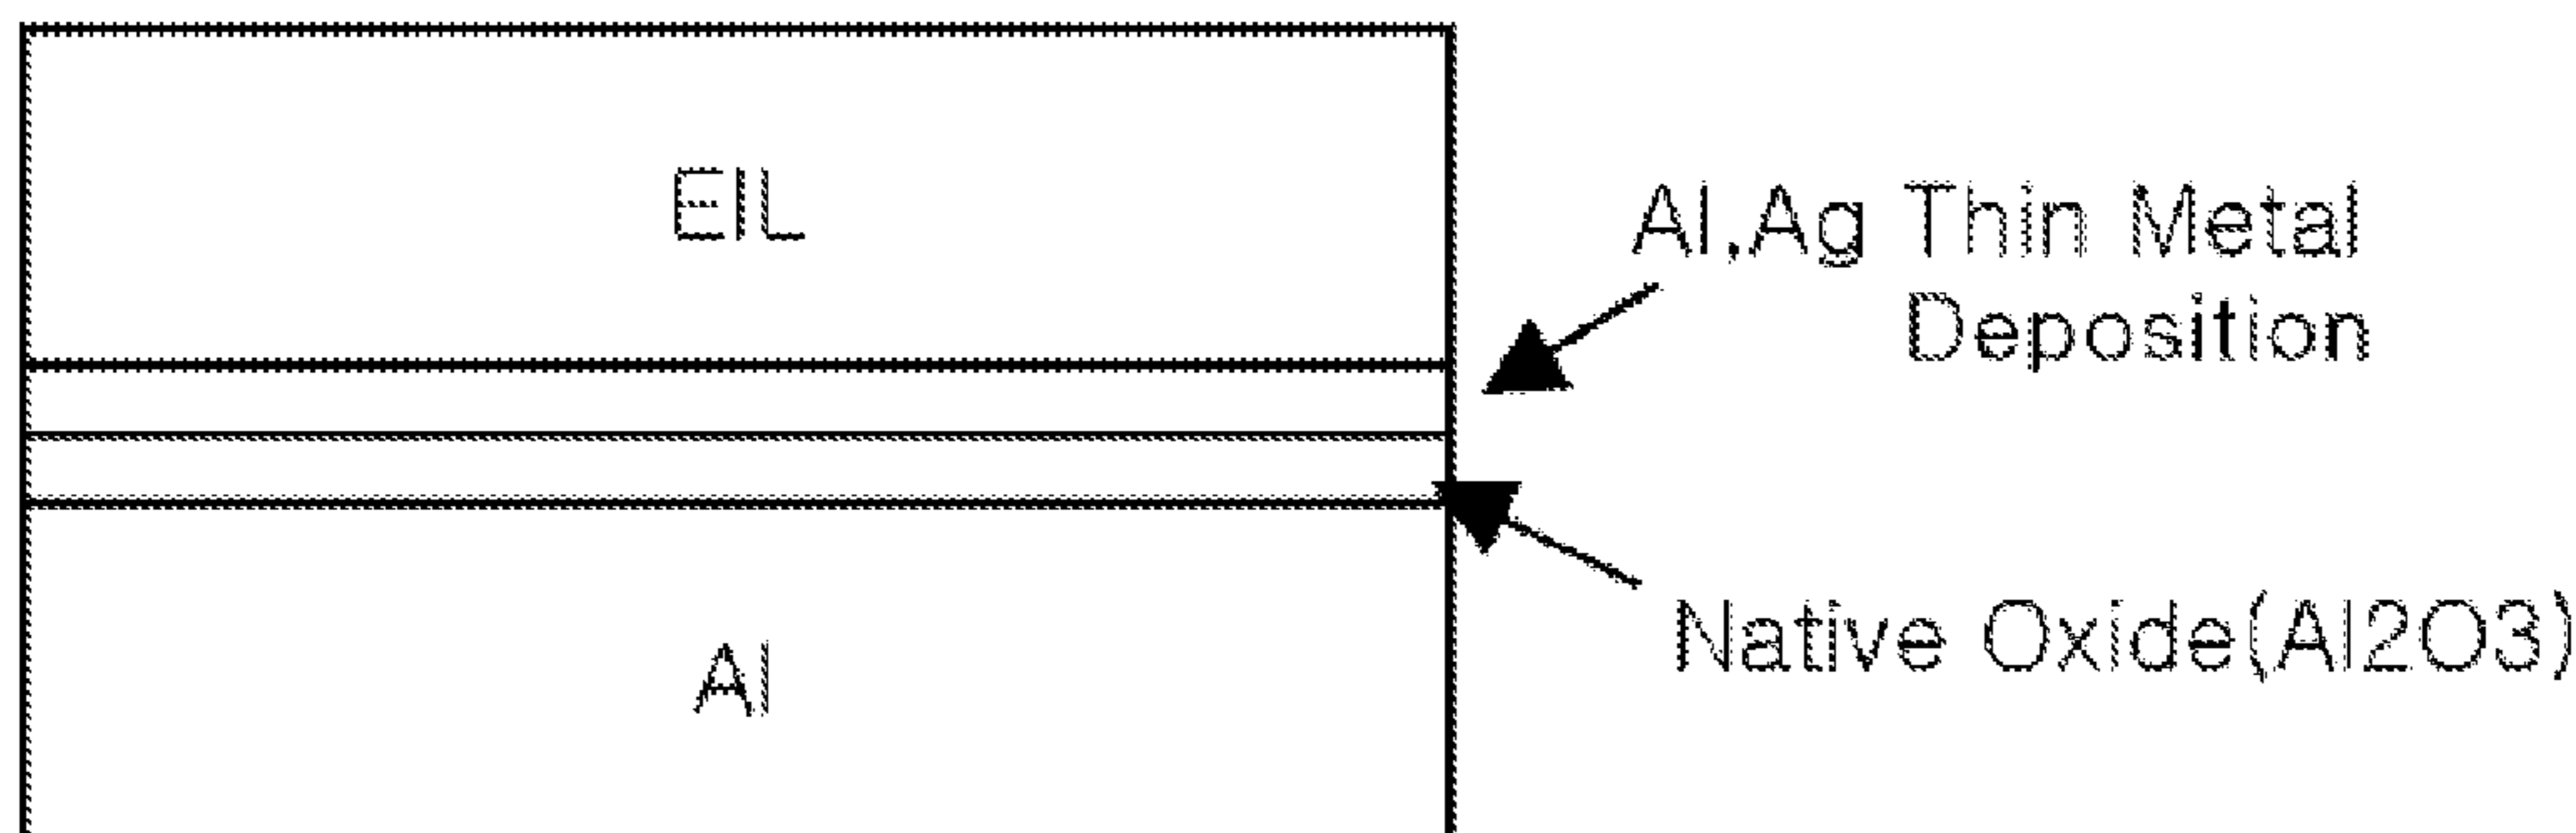 EIL
Al,Ag Thin Metal
Deposition
Native Oxide(Al2O3)
Al